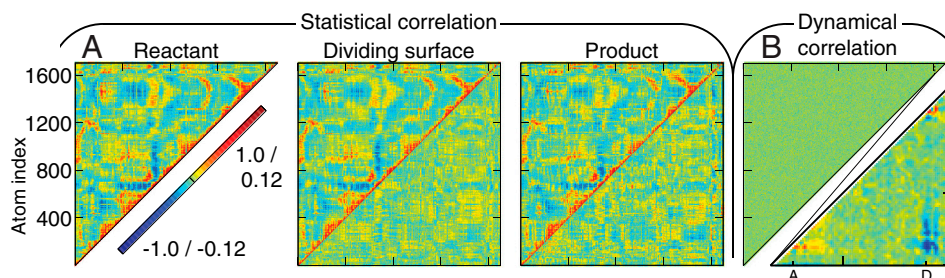 Statistical correlation
Dynamical
correlation
A
Reactant
Dividing surface
Product
B
Atom index
1600
1200
800
400
1.0 /
0.12
-1.0 / -0.12
A
D